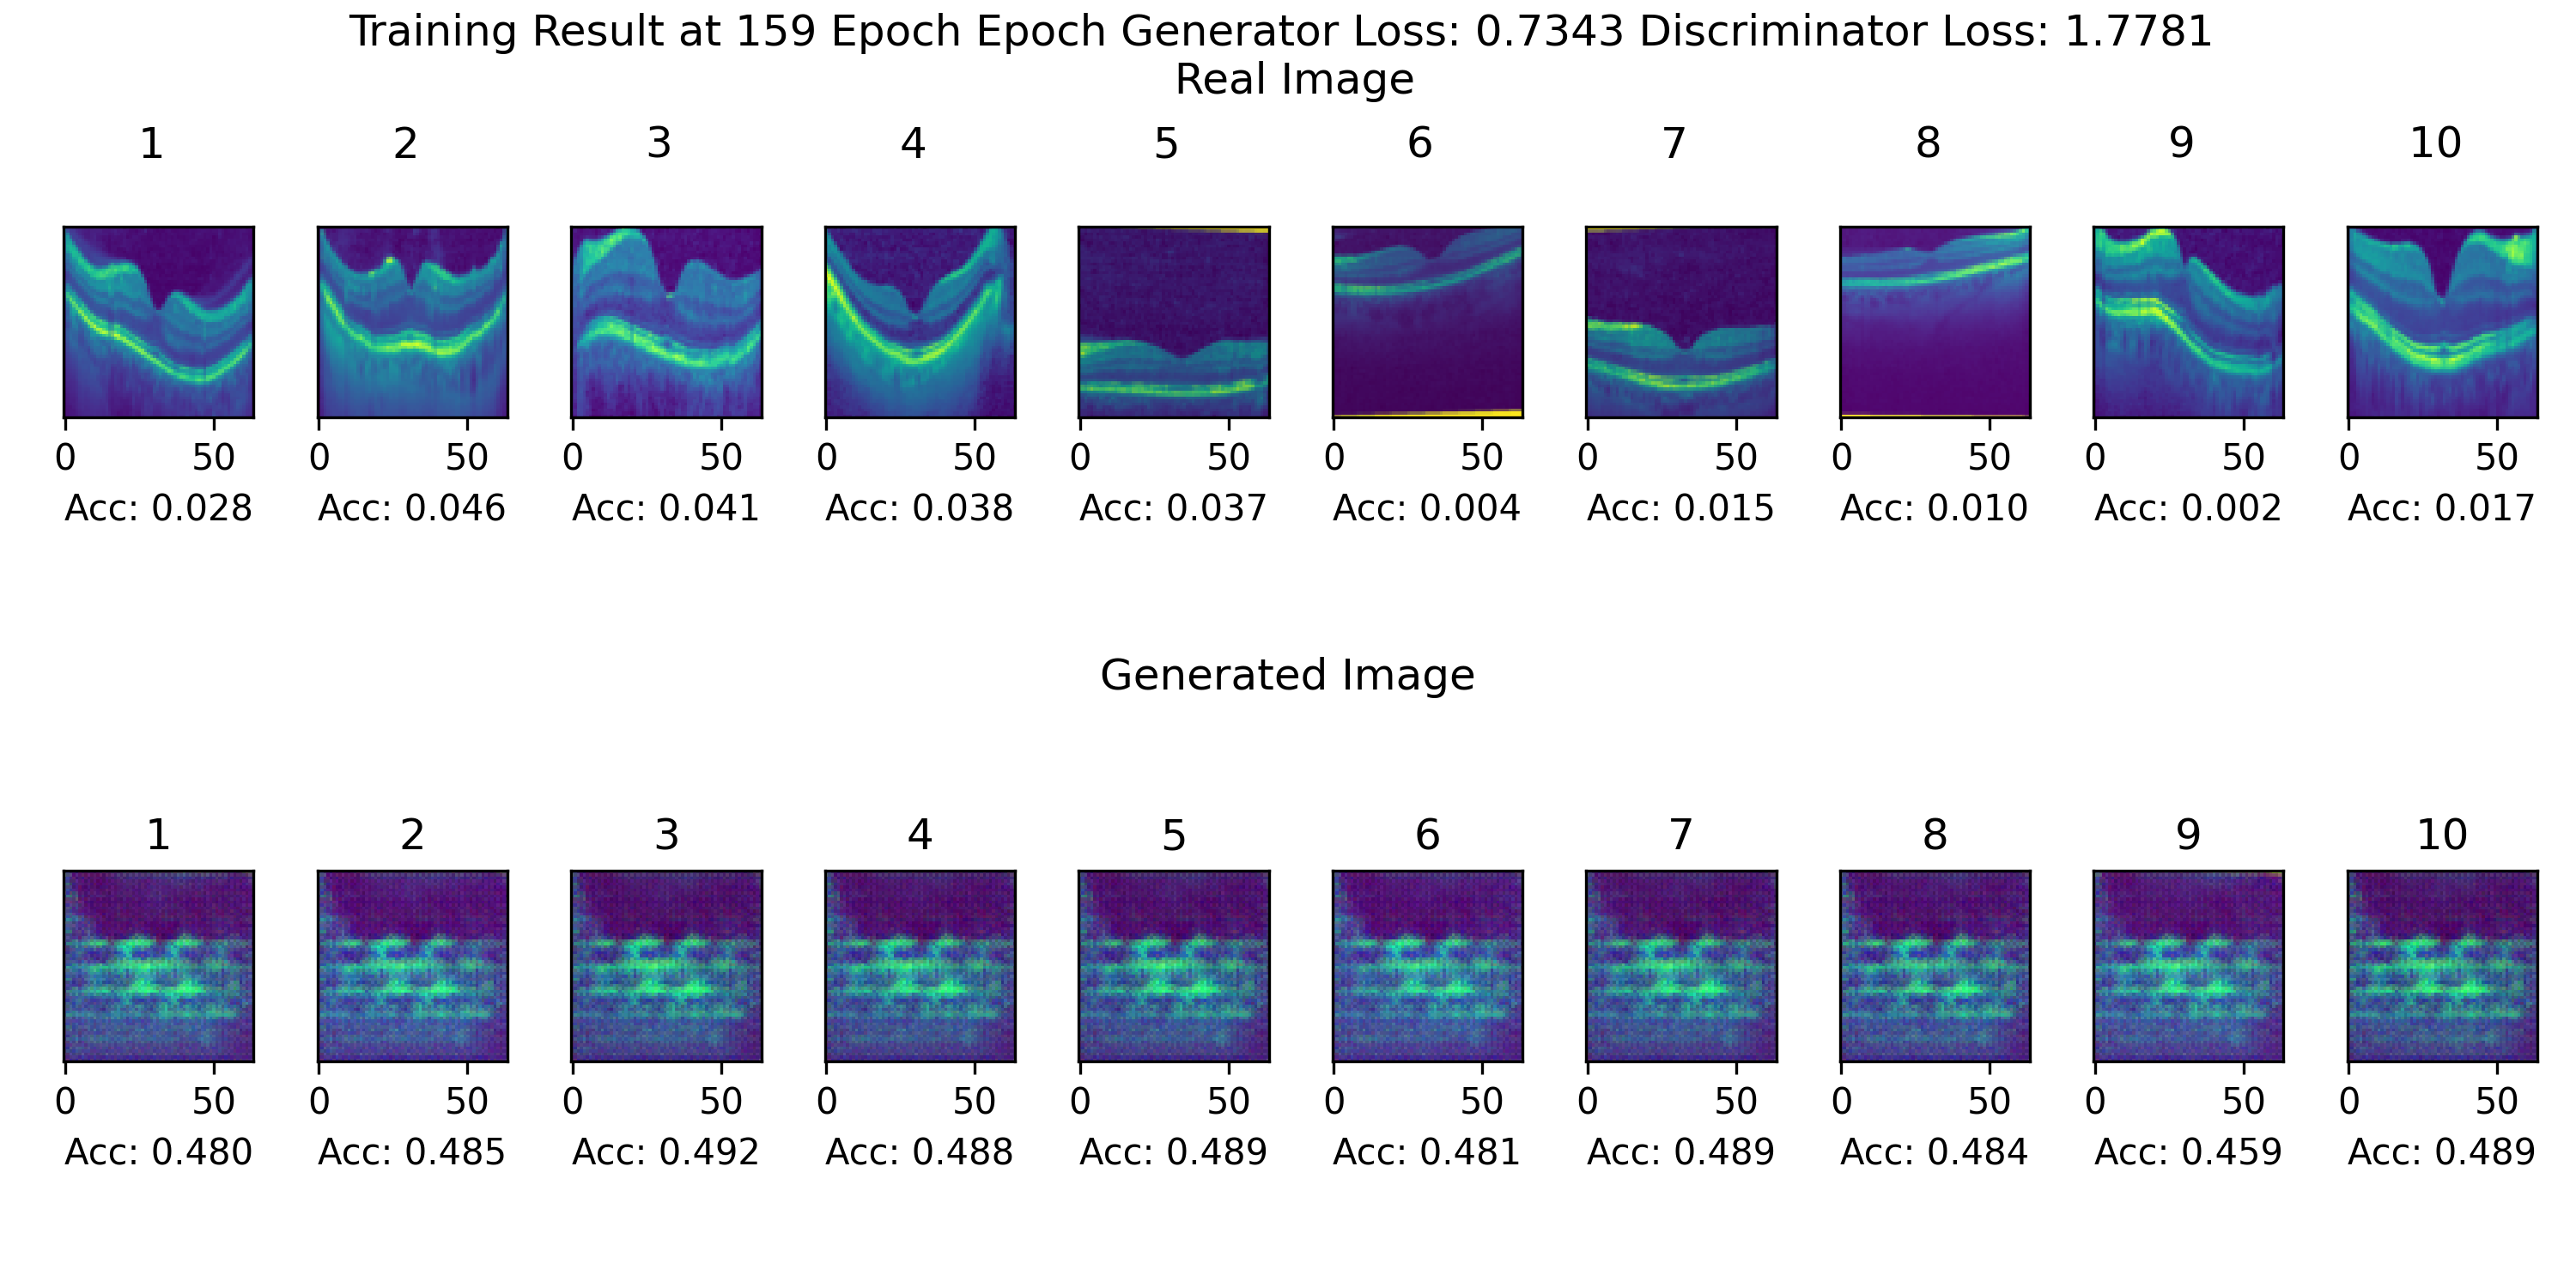 Training Result at 159 Epoch Epoch Generator Loss: 0.7343 Discriminator Loss: 1.7781
Real Image
1 2 3 4 5 6 7 8 9 10
0 50 0 50 0 50 0 50 0 50 0 50 0 50 0 50 0 50 0 50
Acc: 0.028 Acc: 0.046 Acc: 0.041 Acc: 0.038 Acc: 0.037 Acc: 0.004 Acc: 0.015 Acc: 0.010 Acc: 0.002 Acc: 0.017
Generated Image
1 2 3 4 5 6 7 8 9 10
0 50 0 50 0 50 0 50 0 50 0 50 0 50 0 50 0 50 0 50
Acc: 0.480 Acc: 0.485 Acc: 0.492 Acc: 0.488 Acc: 0.489 Acc: 0.481 Acc: 0.489 Acc: 0.484 Acc: 0.459 Acc: 0.489